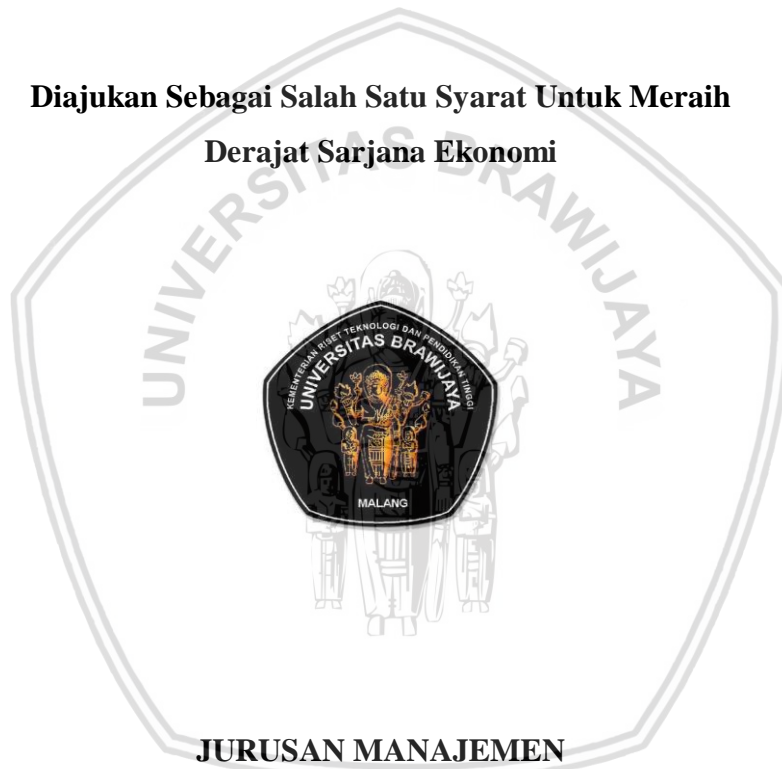 Diajukan Sebagai Salah Satu Syarat Untuk Meraih
Derajat Sarjana Ekonomi
UNIVERSITAS BRAWIJAYA
KEMENTERIAN RISET TEKNOLOGI DAN PENDIDIKAN TINGGI
UNIVERSITAS BRAWIJAYA
MALANG
JURUSAN MANAJEMEN